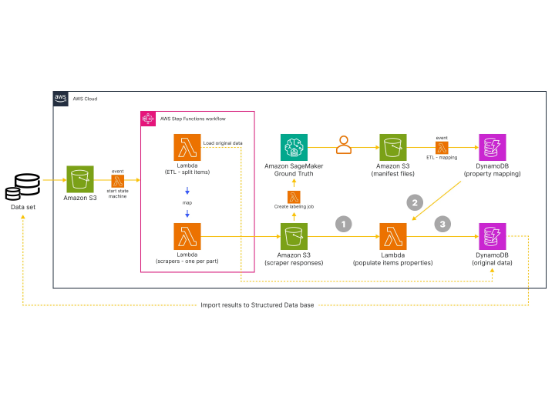 aws
AWS Cloud
AWS Step Functions workflow
Load original data
Lambda
(ETL - split items)
event
start state
machine
Amazon S3
Data set
map
Lambda
(scrapers - one per part)
Amazon SageMaker
Ground Truth
Create labeling job
Amazon S3
(manifest files)
event
ETL - mapping
DynamoDB
(property mapping)
1
2
3
Amazon S3
(scraper responses)
Lambda
(populate items properties)
DynamoDB
(original data)
Import results to Structured Data base